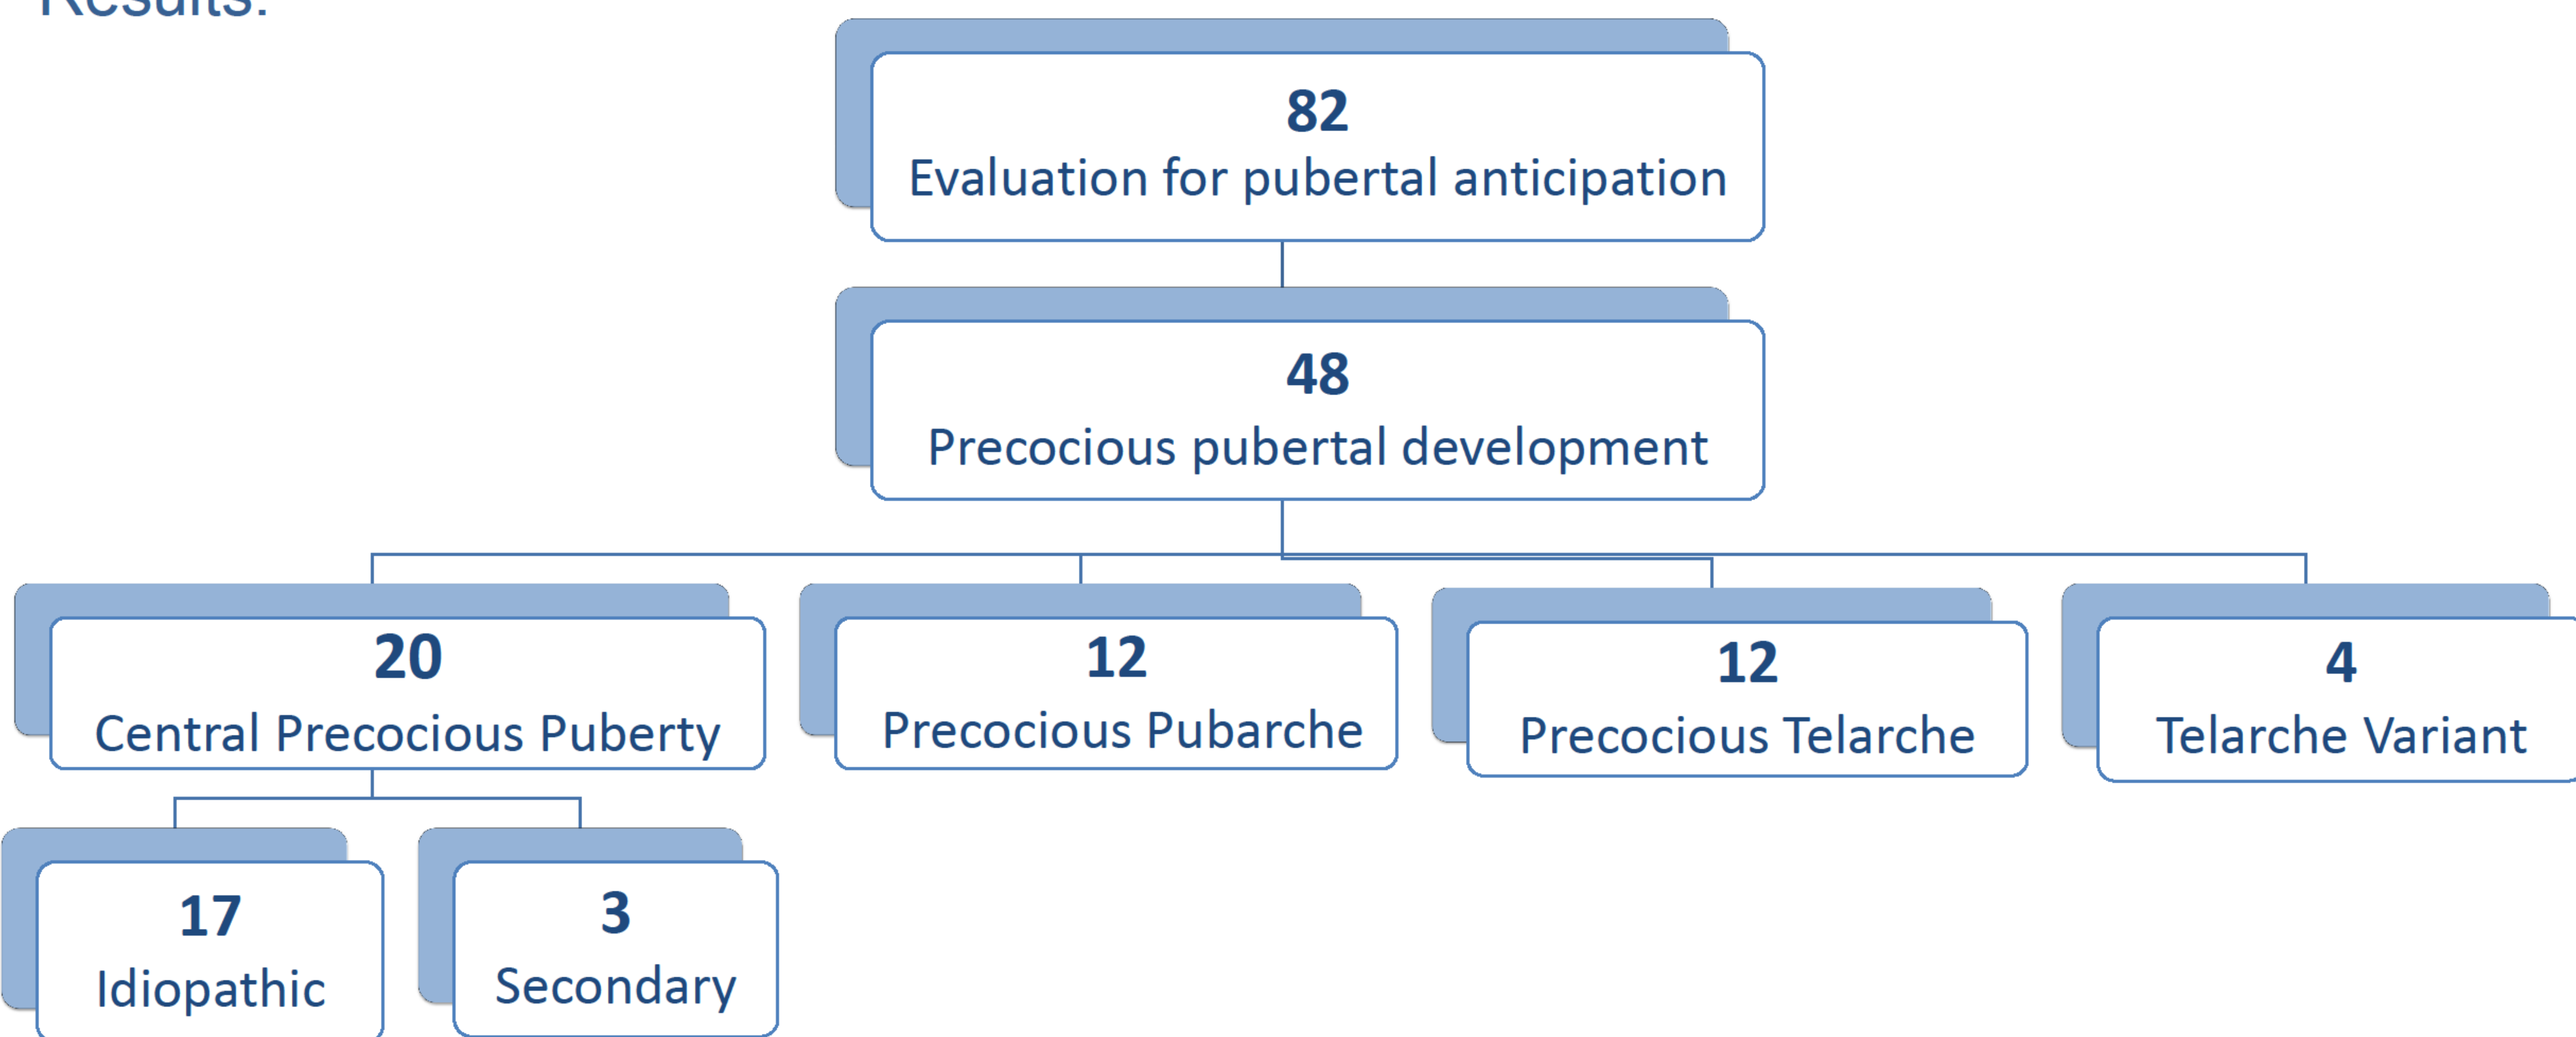 Results:
82
Evaluation for pubertal anticipation
48
Precocious pubertal development
20
Central Precocious Puberty
12
Precocious Pubarche
12
Precocious Telarche
4
Telarche Variant
17
Idiopathic
3
Secondary